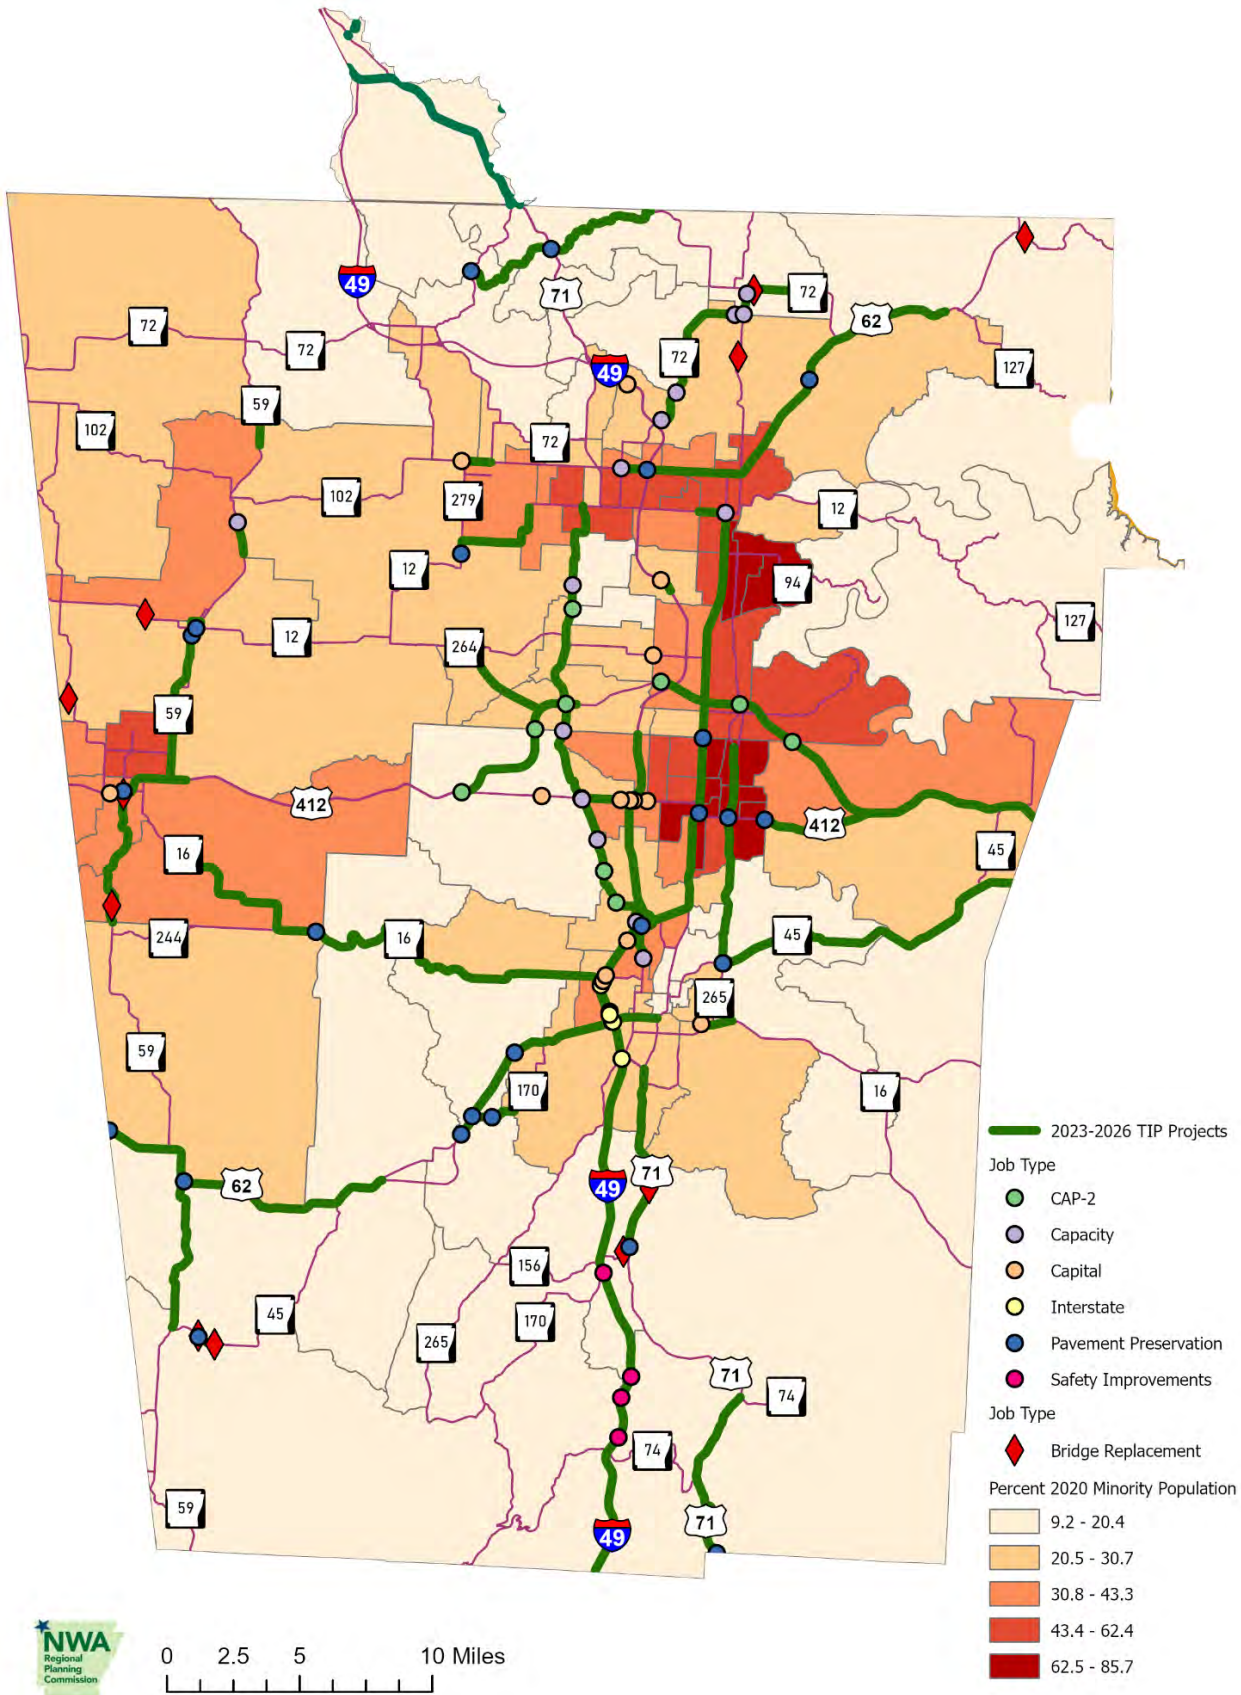 49
71
72
72
62
72
72
49
72
127
59
102
72
102
279
12
12
94
12
264
127
59
412
412
16
45
244
16
45
265
59
170
16
2023-2026 TIP Projects
Job Type
CAP-2
Capacity
Capital
Interstate
Pavement Preservation
Safety Improvements
Job Type
Bridge Replacement
Percent 2020 Minority Population
9.2 - 20.4
20.5 - 30.7
30.8 - 43.3
43.4 - 62.4
62.5 - 85.7
62
49
71
156
45
170
265
71
74
74
59
71
49
NWA
Regional
Planning
Commission
0 2.5 5 10 Miles